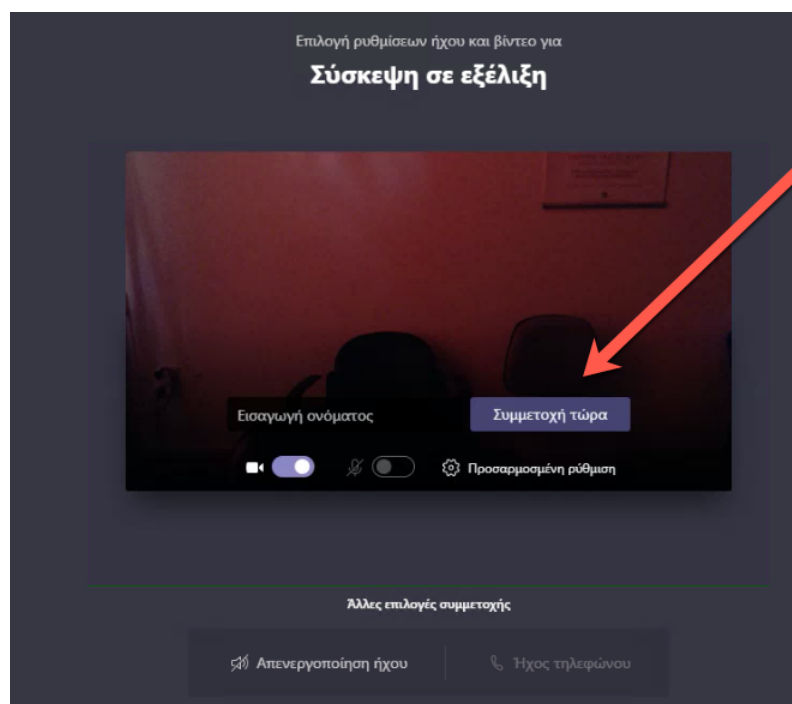 Επιλογή ρυθμίσεων ήχου και βίντεο για
Σύσκεψη σε εξέλιξη
Εισαγωγή ονόματος
Συμμετοχή τώρα
Προσαρμοσμένη ρύθμιση
Άλλες επιλογές συμμετοχής
Απενεργοποίηση ήχου
Ήχος τηλεφώνου